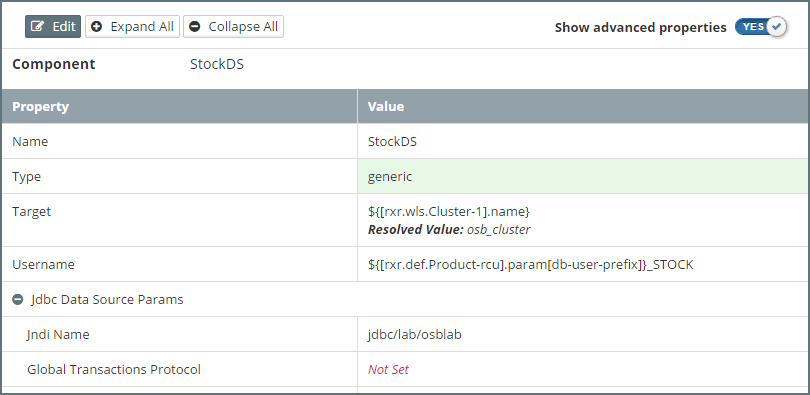 Edit Expand All Collapse All Show advanced properties YES
Component StockDS
Property Value
Name StockDS
Type generic
Target ${[rxr.wls.Cluster-1].name}
Resolved Value: osb_cluster
Username ${[rxr.def.Product-rcu].param[db-user-prefix]}_STOCK
Jdbc Data Source Params
Jndi Name jdbc/lab/osblab
Global Transactions Protocol Not Set